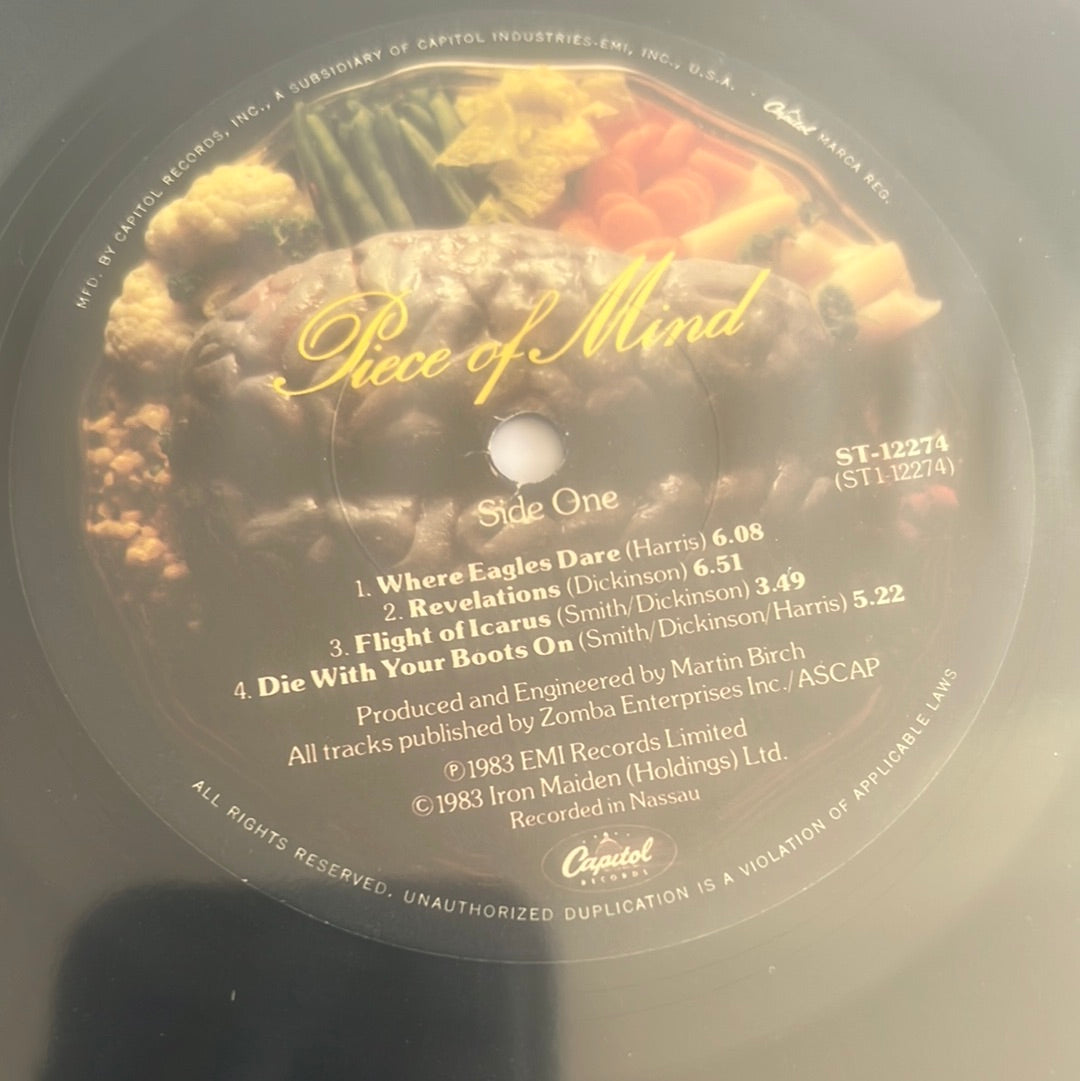 MFD. BY CAPITOL RECORDS, INC., A SUBSIDIARY OF CAPITOL INDUSTRIES-EMI, INC., U.S.A. · Capitol MARCA REG.
Piece of Mind
ST-12274
(ST1-12274)
Side One
1. Where Eagles Dare (Harris) 6.08
2. Revelations (Dickinson) 6.51
3. Flight of Icarus (Smith/Dickinson) 3.49
4. Die With Your Boots On (Smith/Dickinson/Harris) 5.22
Produced and Engineered by Martin Birch
All tracks published by Zomba Enterprises Inc./ASCAP
℗1983 EMI Records Limited
©1983 Iron Maiden (Holdings) Ltd.
Recorded in Nassau
Capitol
RECORDS
ALL RIGHTS RESERVED. UNAUTHORIZED DUPLICATION IS A VIOLATION OF APPLICABLE LAWS